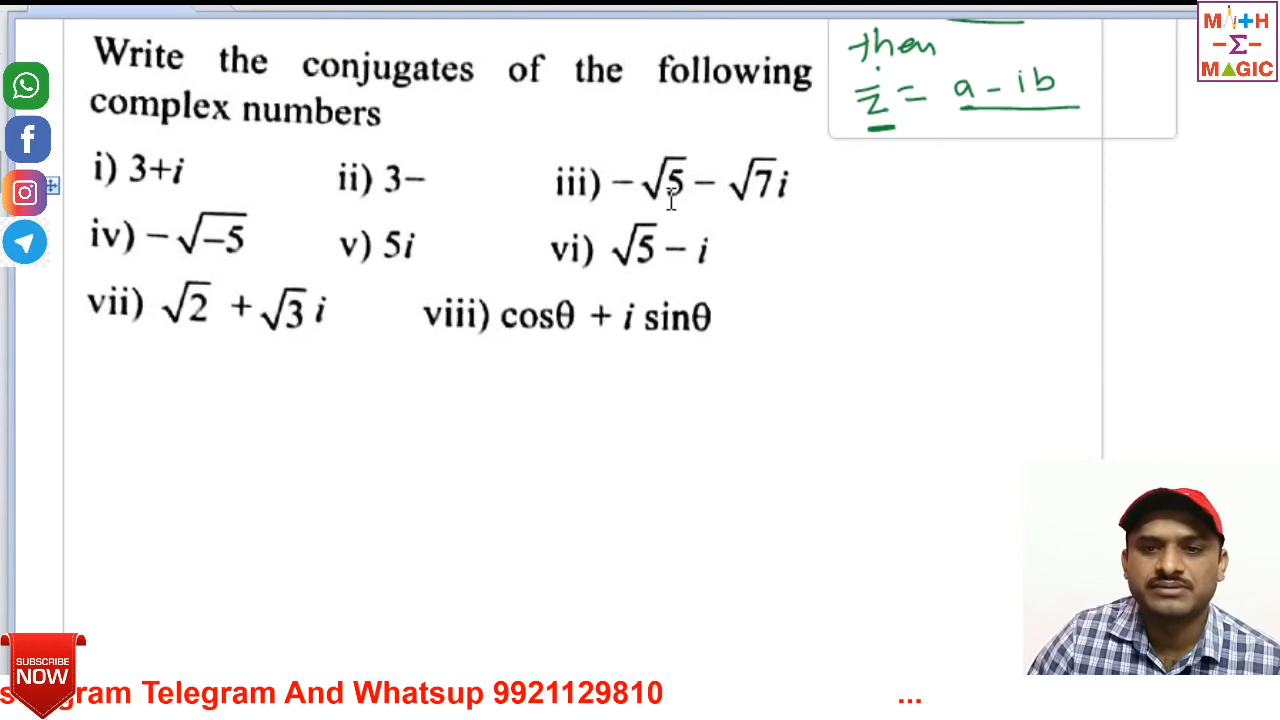 M+H
-Σ-
MAGIC
then
z̄ = a - ib
Write the conjugates of the following
complex numbers
i) 3+i ii) 3− iii) −√5 − √7i
iv) −√−5 v) 5i vi) √5 − i
vii) √2 + √3 i viii) cosθ + i sinθ
SUBSCRIBE
NOW
gram Telegram And Whatsup 9921129810 ...